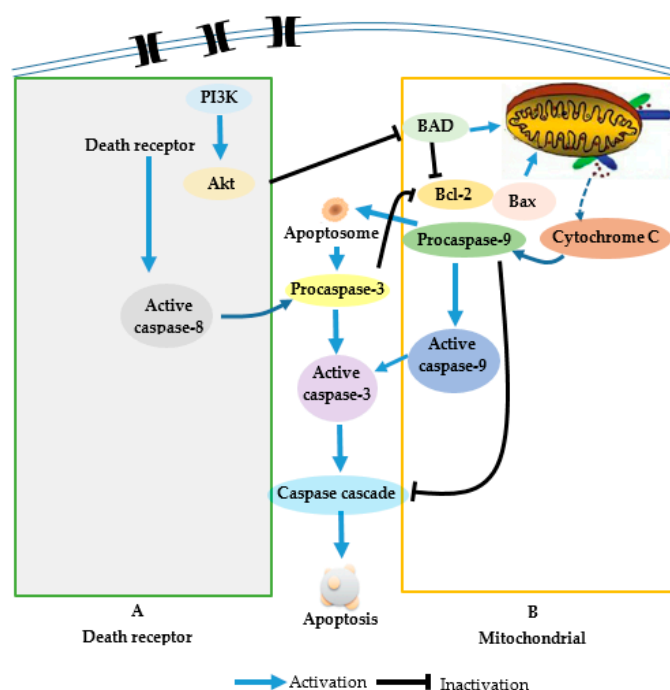 PI3K
BAD
Death receptor
Akt
Bcl-2
Bax
Apoptosome
Procaspase-9
Cytochrome C
Procaspase-3
Active
caspase-8
Active
caspase-9
Active
caspase-3
Caspase cascade
Apoptosis
A
Death receptor
B
Mitochondrial
Activation
Inactivation